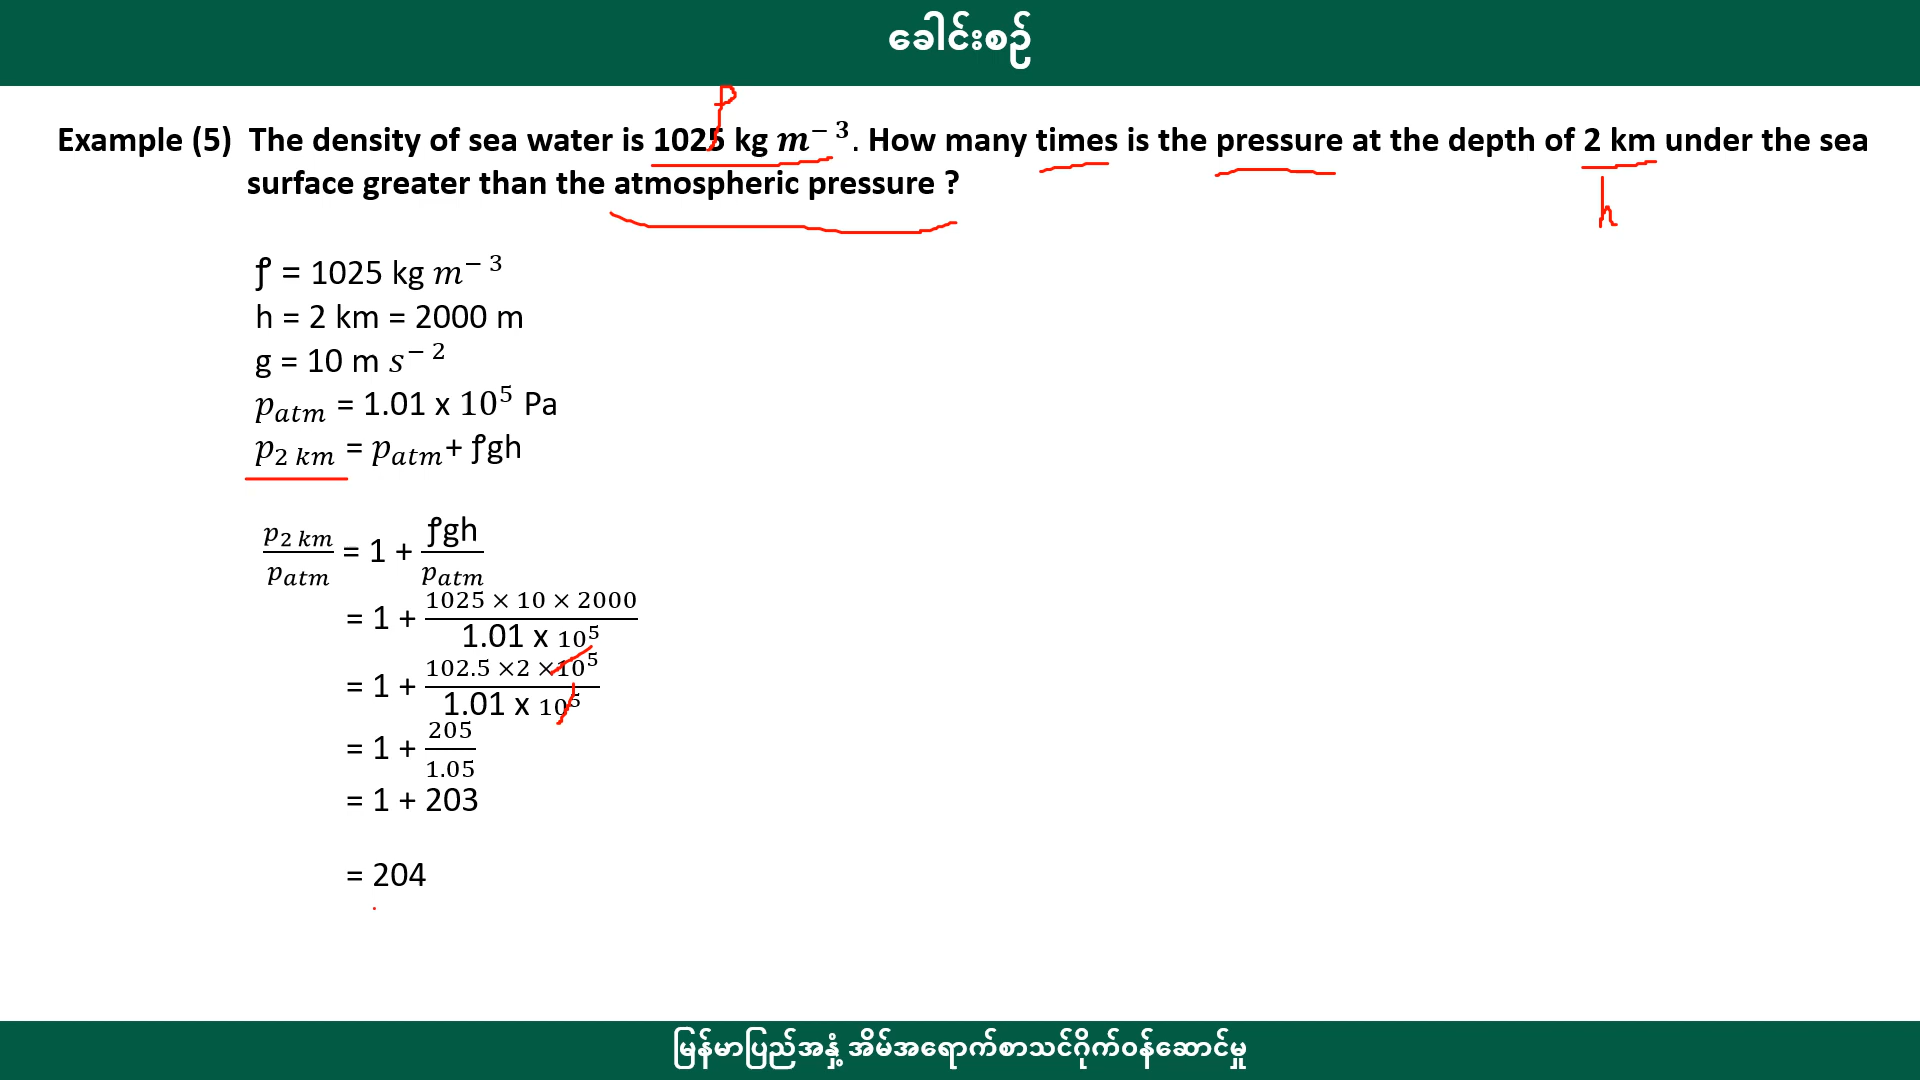 ခေါင်းစဉ်
p
Example (5) The density of sea water is 1025 kg m⁻³. How many times is the pressure at the depth of 2 km under the sea
surface greater than the atmospheric pressure ?
h
ƒ = 1025 kg m⁻³
h = 2 km = 2000 m
g = 10 m s⁻²
p_atm = 1.01 x 10⁵ Pa
p_2 km = p_atm + ƒgh
p_2 km / p_atm = 1 + ƒgh / p_atm
= 1 + 1025 × 10 × 2000 / 1.01 x 10⁵
= 1 + 102.5 ×2 ×10⁵ / 1.01 x 10⁵
= 1 + 205 / 1.05
= 1 + 203
= 204
မြန်မာပြည်အနှံ့ အိမ်အရောက်စာသင်ဂိုက်ဝန်ဆောင်မှု